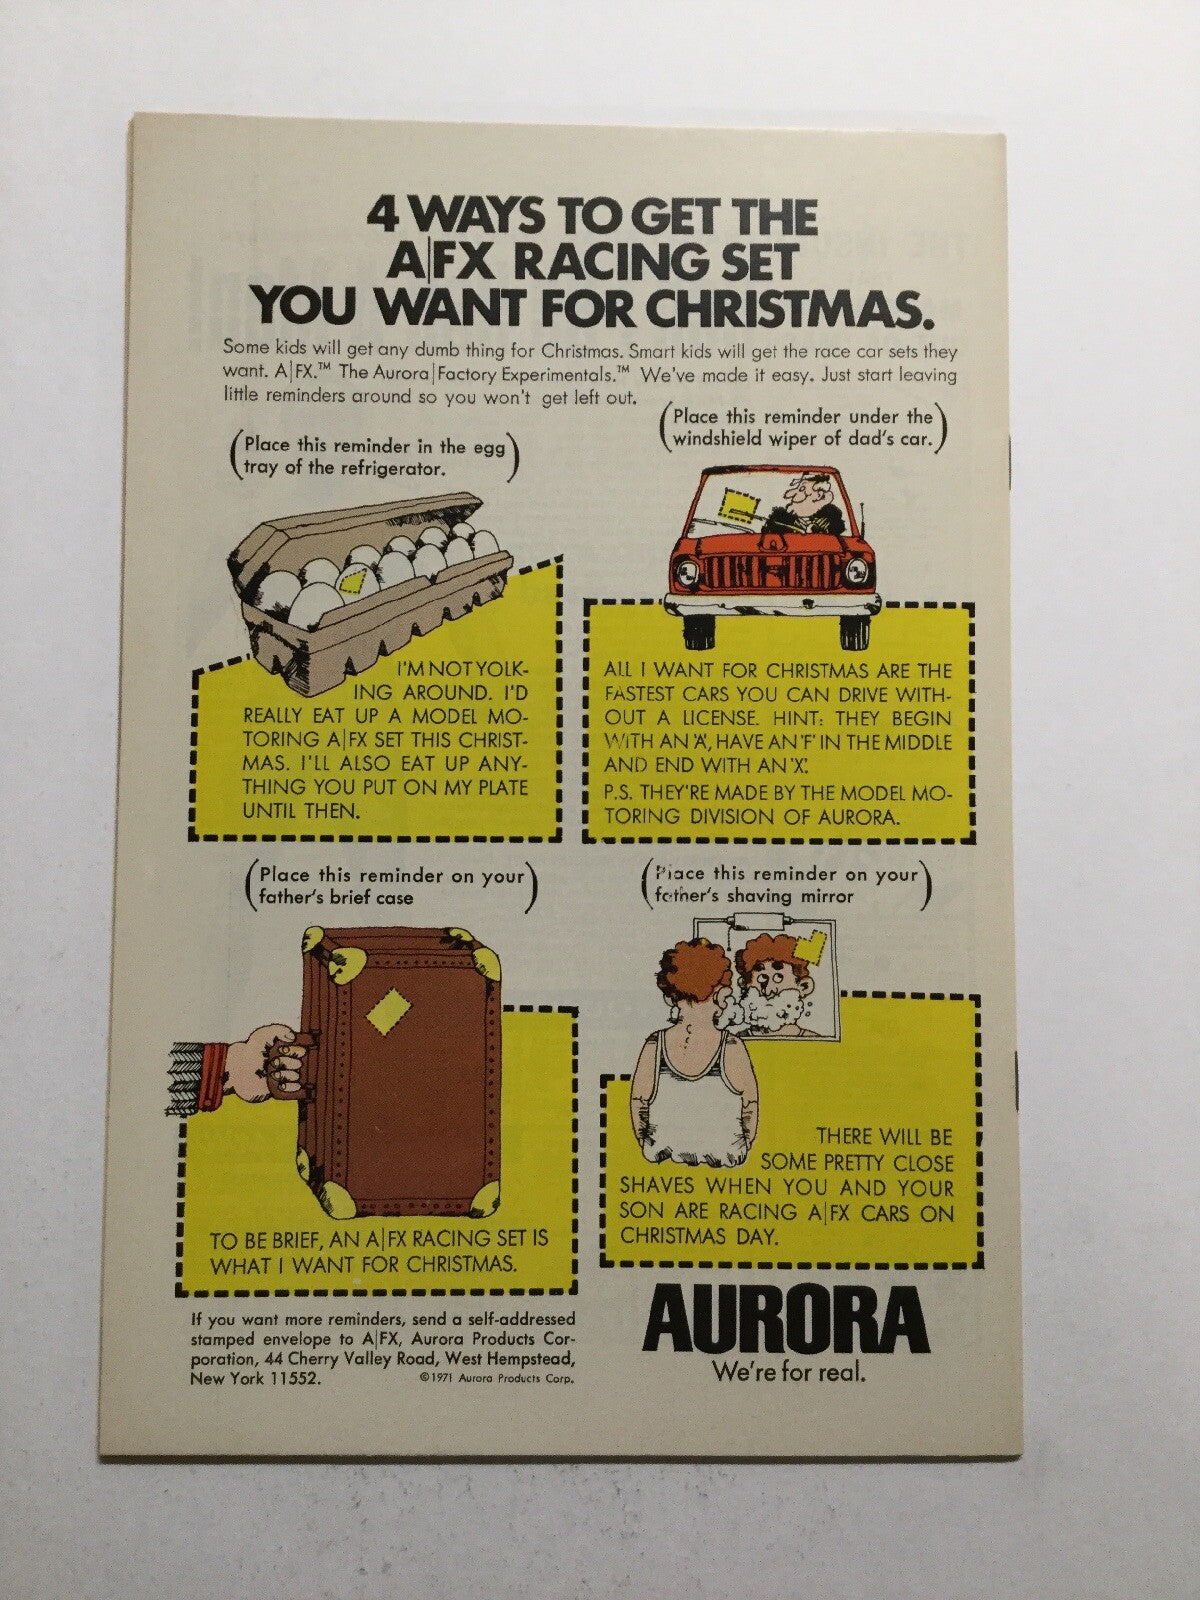 4 WAYS TO GET THE
A|FX RACING SET
YOU WANT FOR CHRISTMAS.
Some kids will get any dumb thing for Christmas. Smart kids will get the race car sets they
want. A|FX.™ The Aurora|Factory Experimentals.™ We've made it easy. Just start leaving
little reminders around so you won't get left out.
(Place this reminder in the egg
tray of the refrigerator.)
I'M NOT YOLK-
ING AROUND. I'D
REALLY EAT UP A MODEL MO-
TORING A|FX SET THIS CHRIST-
MAS. I'LL ALSO EAT UP ANY-
THING YOU PUT ON MY PLATE
UNTIL THEN.
(Place this reminder under the
windshield wiper of dad's car.)
ALL I WANT FOR CHRISTMAS ARE THE
FASTEST CARS YOU CAN DRIVE WITH-
OUT A LICENSE. HINT: THEY BEGIN
WITH AN 'A', HAVE AN 'F' IN THE MIDDLE
AND END WITH AN 'X'.
P.S. THEY'RE MADE BY THE MODEL MO-
TORING DIVISION OF AURORA.
(Place this reminder on your
father's brief case)
TO BE BRIEF, AN A|FX RACING SET IS
WHAT I WANT FOR CHRISTMAS.
(Place this reminder on your
father's shaving mirror)
THERE WILL BE
SOME PRETTY CLOSE
SHAVES WHEN YOU AND YOUR
SON ARE RACING A|FX CARS ON
CHRISTMAS DAY.
If you want more reminders, send a self-addressed
stamped envelope to A|FX, Aurora Products Cor-
poration, 44 Cherry Valley Road, West Hempstead,
New York 11552. ©1971 Aurora Products Corp.
AURORA
We're for real.